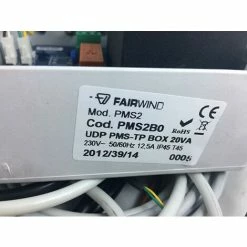 FAIRWIND
Mod. PMS2
Cod. PMS2B0
RoHS
UDP PMS-TP BOX 20VA
230V~ 50/60Hz 12.5A IP45 T45
2012/39/14 0005